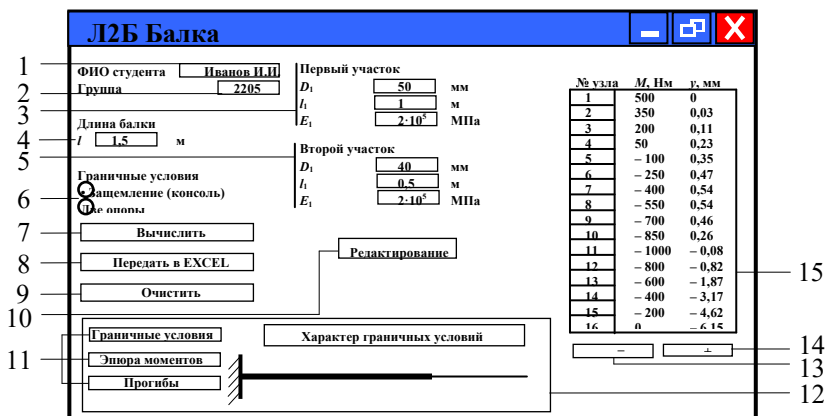 Л2Б Балка
1
ФИО студента Иванов И.И.
2
Группа 2205
3
Длина балки
4
l 1,5 м
5
Граничные условия
6
Защемление (консоль)
Две опоры
7
Вычислить
8
Передать в EXCEL
9
Очистить
10
Первый участок
D1 50 мм
l1 1 м
E1 2·10⁵ МПа
Второй участок
D1 40 мм
l1 0,5 м
E1 2·10⁵ МПа
Редактирование
№ узла M, Нм y, мм
1 500 0
2 350 0,03
3 200 0,11
4 50 0,23
5 – 100 0,35
6 – 250 0,47
7 – 400 0,54
8 – 550 0,54
9 – 700 0,46
10 – 850 0,26
11 – 1000 – 0,08
12 – 800 – 0,82
13 – 600 – 1,87
14 – 400 – 3,17
15 – 200 – 4,62
16 0 – 6,15
15
– +
14
13
12
11
Граничные условия
Эпюра моментов
Прогибы
Характер граничных условий